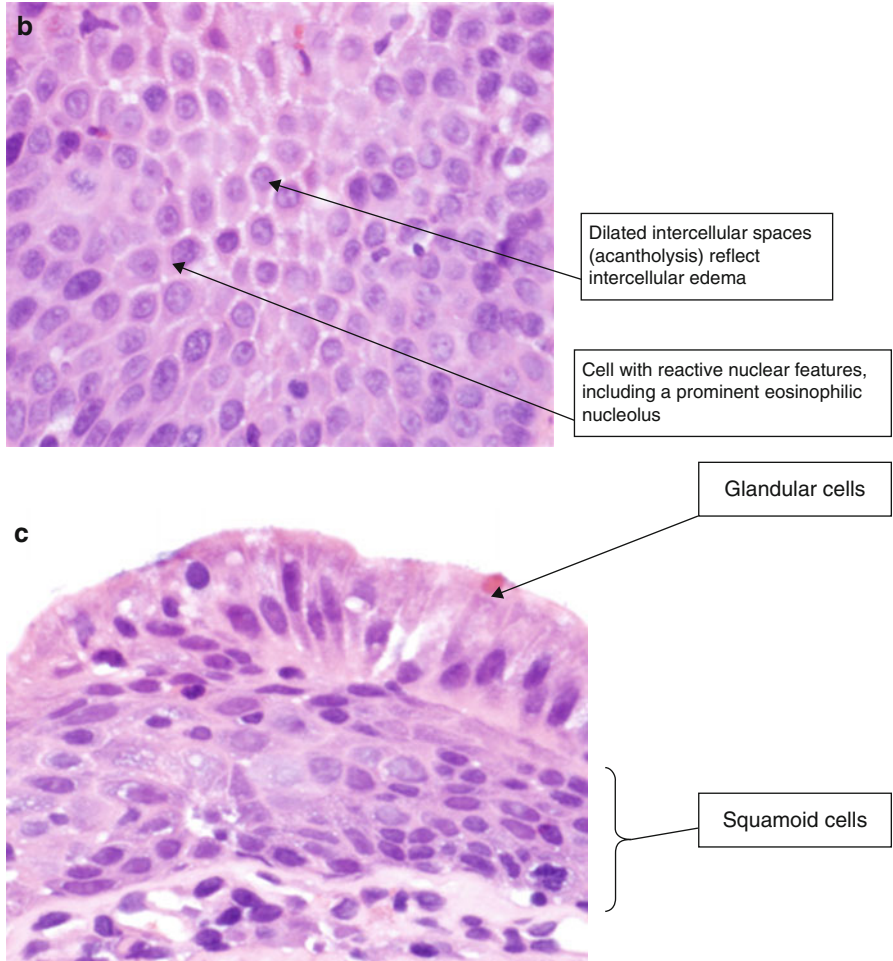 b
Dilated intercellular spaces
(acantholysis) reflect
intercellular edema
Cell with reactive nuclear features,
including a prominent eosinophilic
nucleolus
Glandular cells
c
Squamoid cells